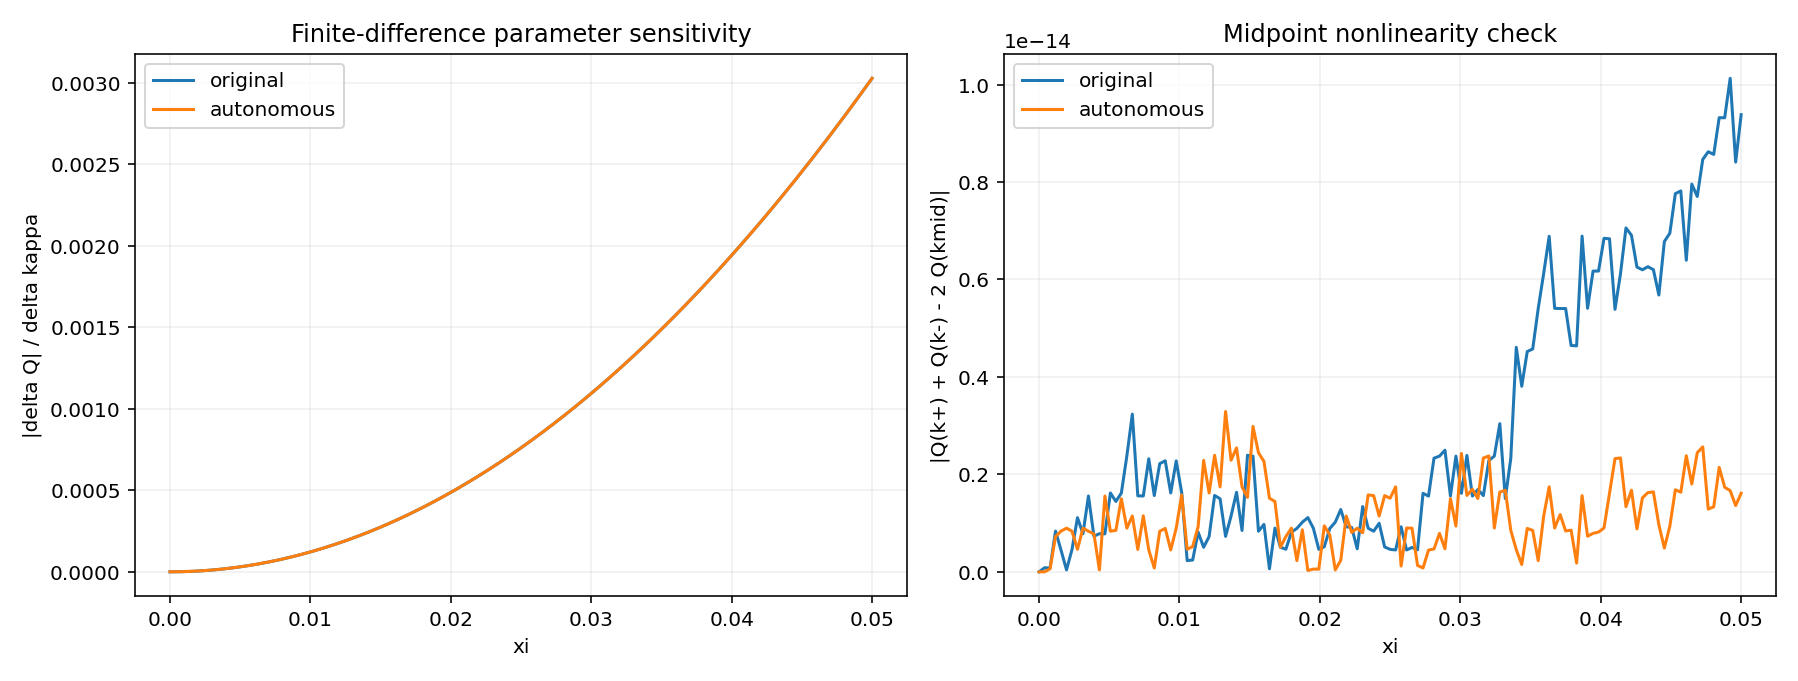 Finite-difference parameter sensitivity
original
autonomous
|delta Q| / delta kappa
0.0030
0.0025
0.0020
0.0015
0.0010
0.0005
0.0000
0.00 0.01 0.02 0.03 0.04 0.05
xi
Midpoint nonlinearity check
1e−14
original
autonomous
|Q(k+) + Q(k-) - 2 Q(kmid)|
1.0
0.8
0.6
0.4
0.2
0.0
0.00 0.01 0.02 0.03 0.04 0.05
xi